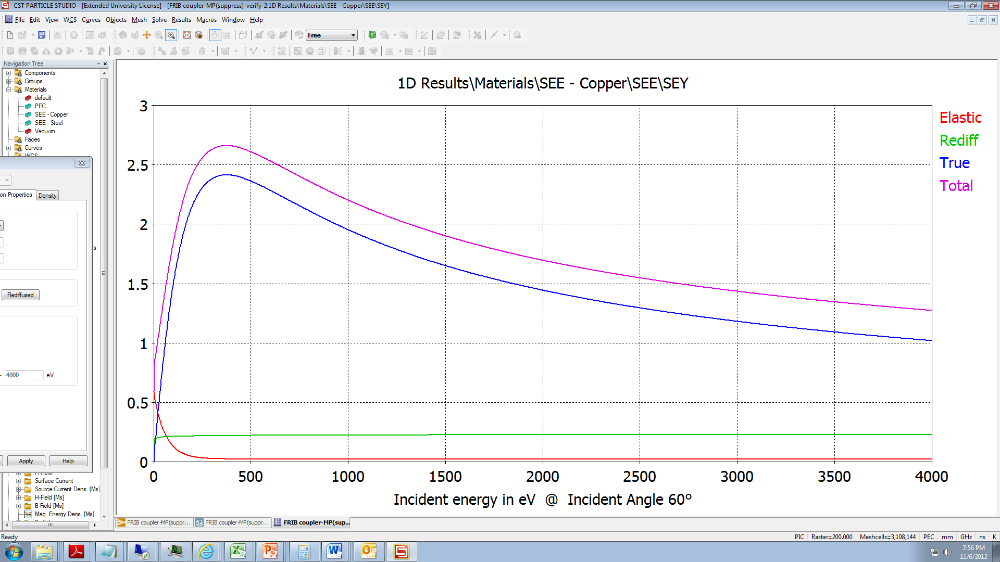 CST PARTICLE STUDIO - [Extended University License] - [FRIB coupler-MP(suppress)-verify-2:1D Results\Materials\SEE - Copper\SEE\SEY]
File Edit View WCS Curves Objects Mesh Solve Results Macros Window Help
Free
Navigation Tree
Components
Groups
Materials
default
PEC
SEE - Copper
SEE - Steel
Vacuum
Faces
Curves
WCS
on Properties
Density
Rediffused
- 4000 eV
Apply
Help
Surface Current
Source Current Dens. [Ms]
H-Field [Ms]
B-Field [Ms]
Mag. Energy Dens. [Ms]
1D Results\Materials\SEE - Copper\SEE\SEY
3
2.5
2
1.5
1
0.5
0
0 500 1000 1500 2000 2500 3000 3500 4000
Incident energy in eV @ Incident Angle 60°
Elastic
Rediff
True
Total
FRIB coupler-MP(suppr...
FRIB coupler-MP(suppr...
FRIB coupler-MP(sup...
Ready
PIC Raster=200.000 Meshcells=3,108,144 PEC mm GHz ns K
7:56 PM
11/6/2012